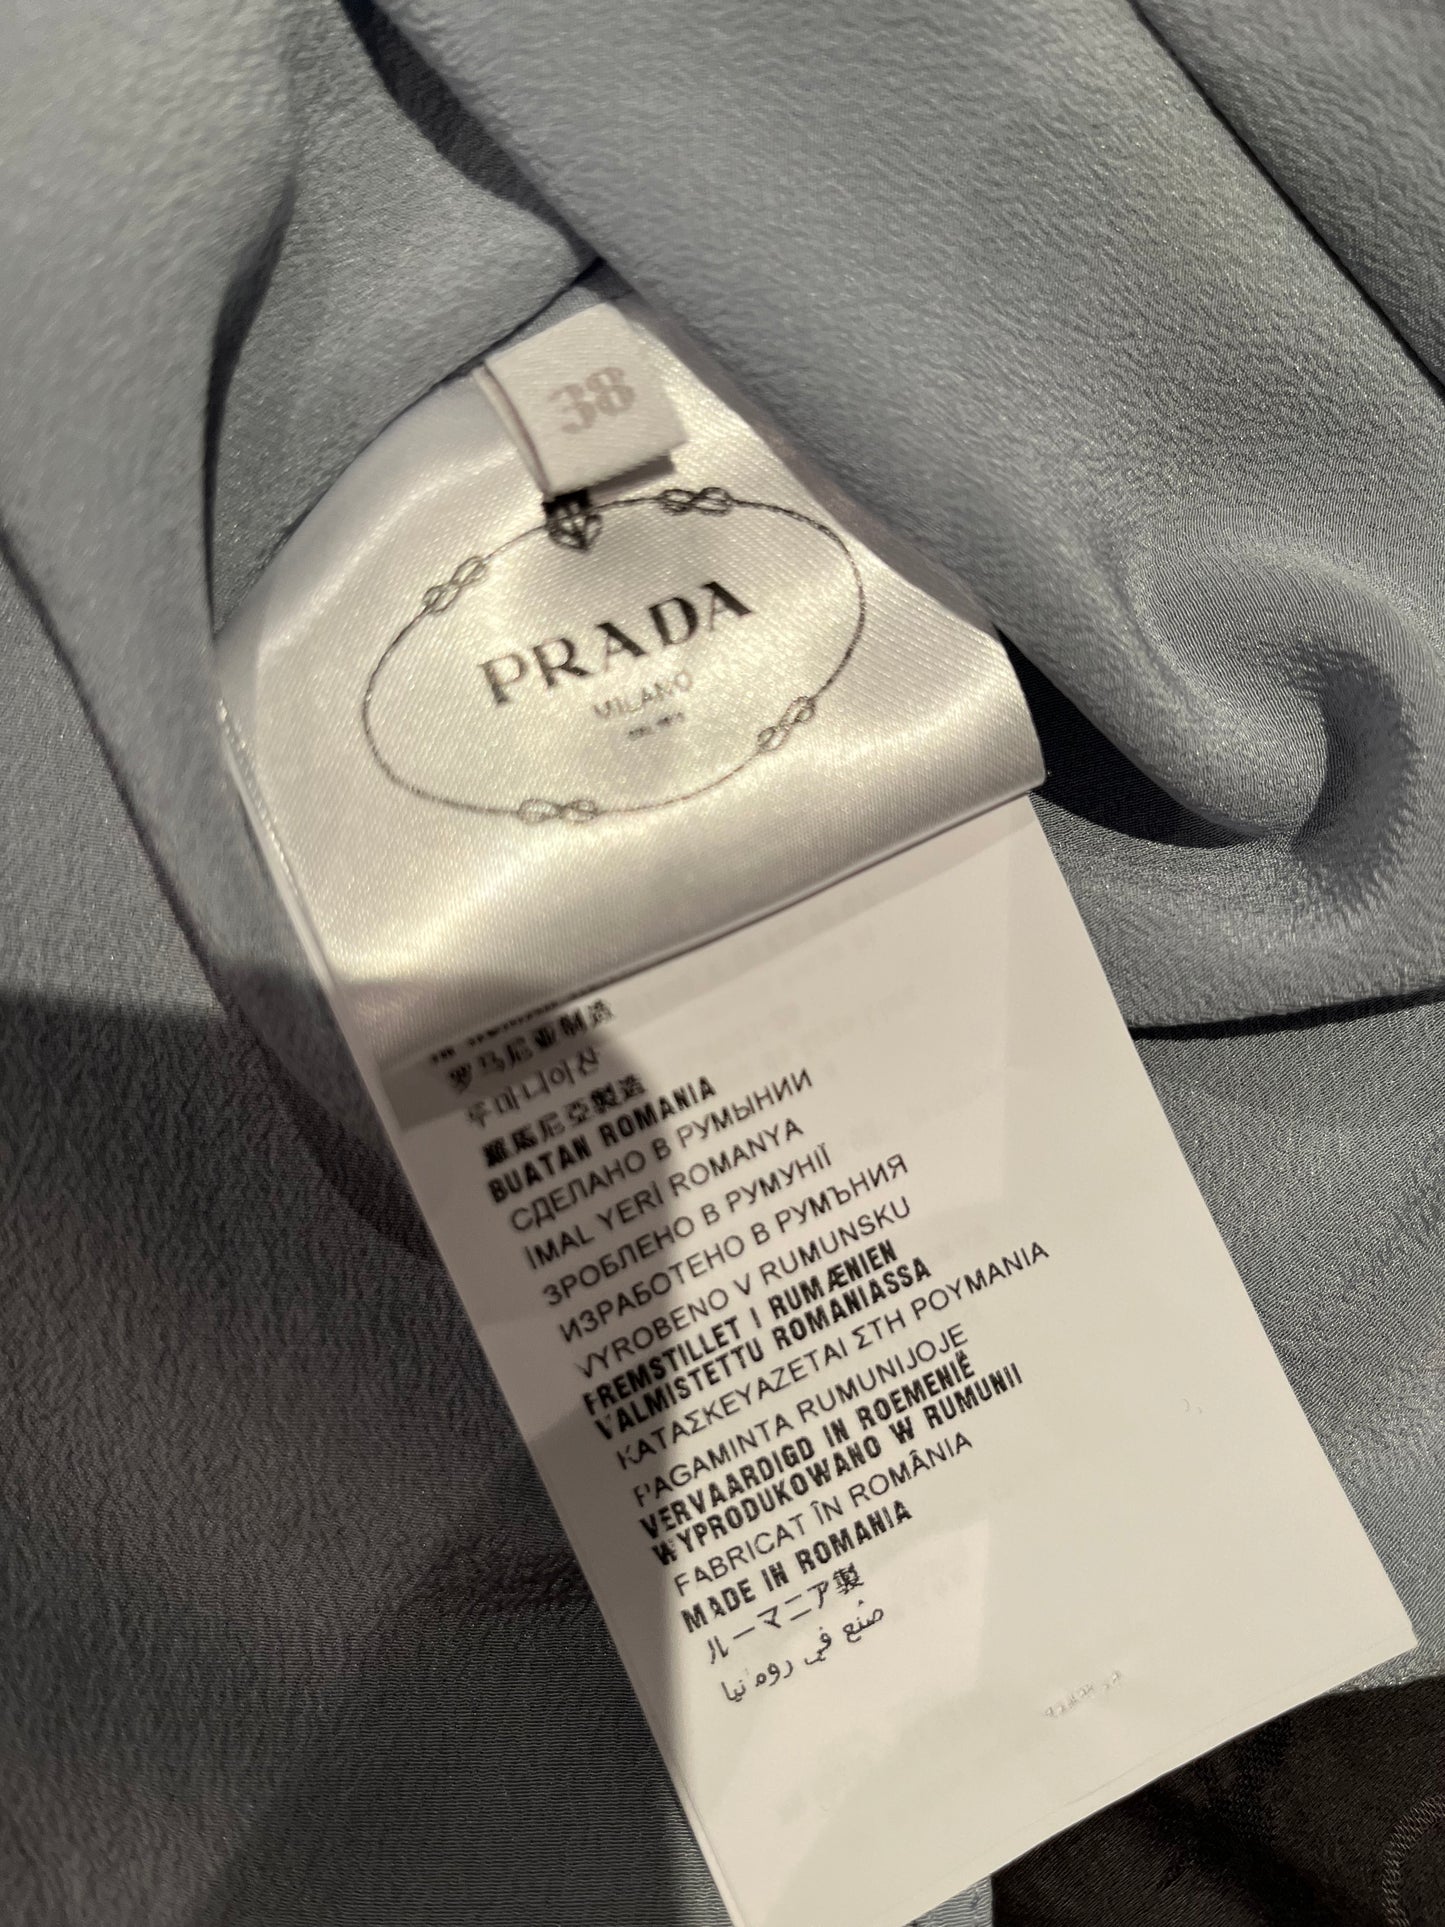 38
PRADA
MILANO
罗马尼亚制造
루마니아산
羅馬尼亞製造
BUATAN ROMANIA
СДЕЛАНО В РУМЫНИИ
İMAL YERİ ROMANYA
ЗРОБЛЕНО В РУМУНІЇ
ИЗРАБОТЕНО В РУМЪНИЯ
VYROBENO V RUMUNSKU
FREMSTILLET I RUMÆNIEN
VALMISTETTU ROMANIASSA
ΚΑΤΑΣΚΕΥΑΖΕΤΑΙ ΣΤΗ ΡΟΥΜΑΝΙΑ
PAGAMINTA RUMUNIJOJE
VERVAARDIGD IN ROEMENIË
WYPRODUKOWANO W RUMUNII
FABRICAT ÎN ROMÂNIA
MADE IN ROMANIA
ルーマニア製
صُنع في رومانيا